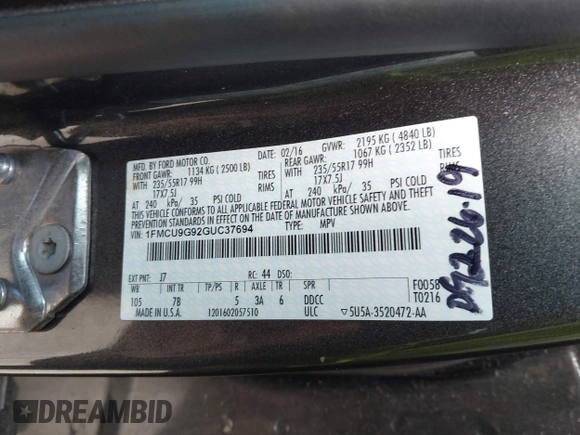 MFD. BY FORD MOTOR CO.
02/16 GVWR: 2195 KG ( 4840 LB)
FRONT GAWR: 1134 KG ( 2500 LB) REAR GAWR: 1067 KG ( 2352 LB)
WITH 235/55R17 99H TIRES WITH 235/55R17 99H TIRES
17X7.5J RIMS 17X7.5J
AT 240 kPa/ 35 PSI COLD AT 240 kPa/ 35 PSI COLD
THIS VEHICLE CONFORMS TO ALL APPLICABLE FEDERAL MOTOR VEHICLE SAFETY AND THEFT
PREVENTION STANDARDS IN EFFECT ON THE DATE OF MANUFACTURE SHOWN ABOVE.
VIN: 1FMCU9G92GUC37694 TYPE: MPV
EXT PNT: J7 RC: 44 DSO: F0058
WB INT TR TP/PS R AXLE TR SPR T0216
105 7B 5 3A 6 DDCC
MADE IN U.S.A. 1201602057510 ULC 5U5A-3520472-AA
226-19
DREAMBID